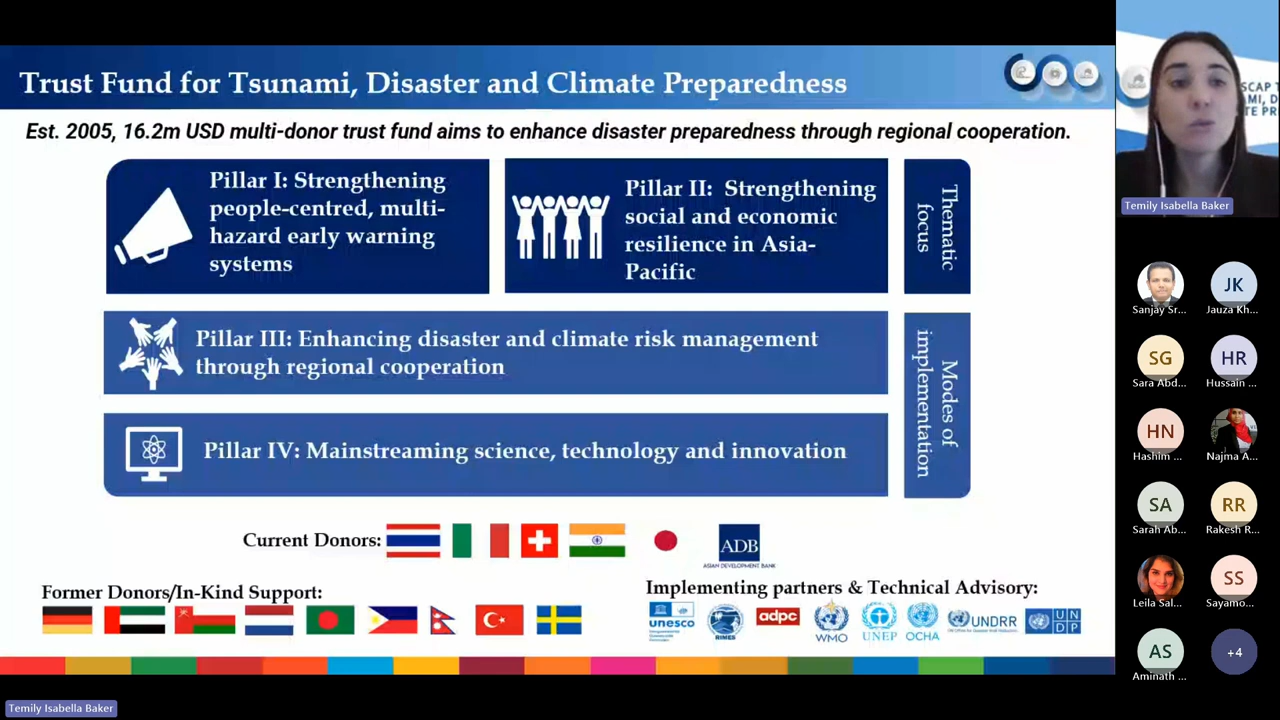 Trust Fund for Tsunami, Disaster and Climate Preparedness
Est. 2005, 16.2m USD multi-donor trust fund aims to enhance disaster preparedness through regional cooperation.
Pillar I: Strengthening
people-centred, multi-
hazard early warning
systems
Pillar II: Strengthening
social and economic
resilience in Asia-
Pacific
Thematic
focus
Pillar III: Enhancing disaster and climate risk management
through regional cooperation
Pillar IV: Mainstreaming science, technology and innovation
Modes of
implementation
Current Donors:
ADB
ASIAN DEVELOPMENT BANK
Former Donors/In-Kind Support:
Implementing partners & Technical Advisory:
unesco
RIMES
adpc
WMO
UNEP
OCHA
UNDRR
UN
DP
SCAP T
MI, D
TE PR
Temily Isabella Baker
Sanjay Sr...
JK
Jauza Kh...
SG
Sara Abd...
HR
Hussain ...
HN
Hashim ...
Najma A...
SA
Sarah Ab...
RR
Rakesh R...
Leila Sal...
SS
Sayamo...
AS
Aminath ...
+4
Temily Isabella Baker